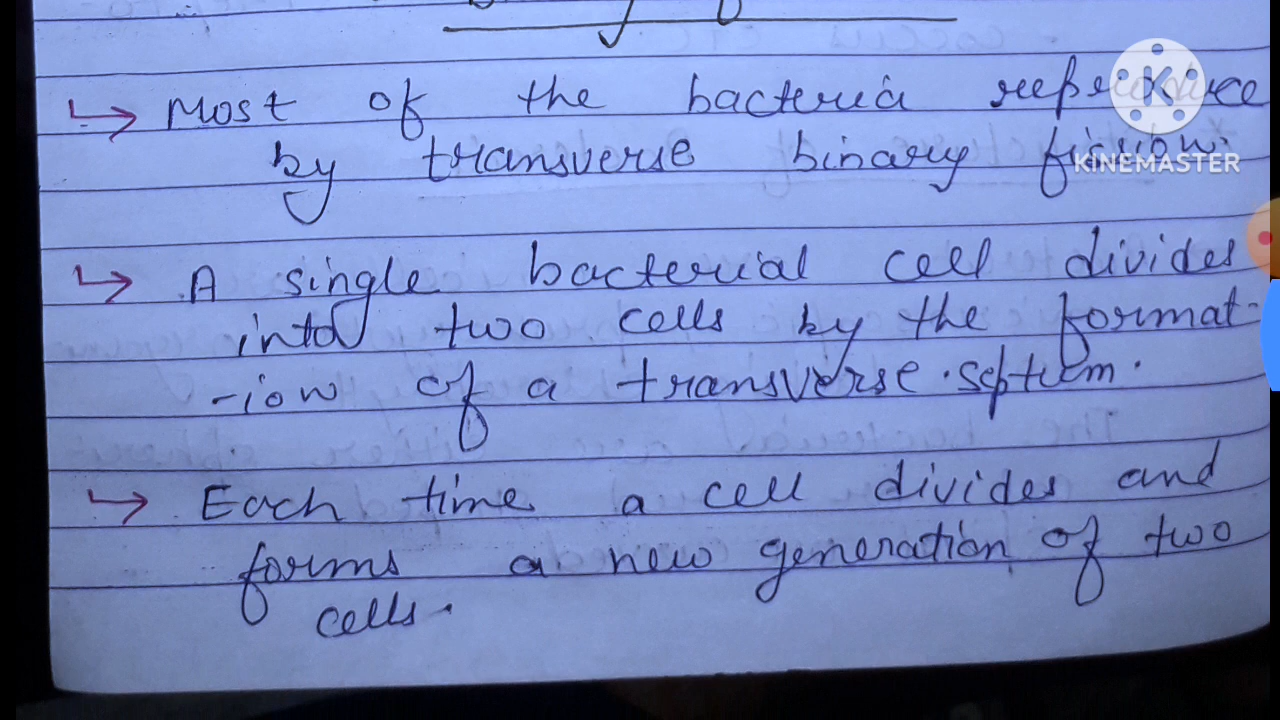 ↳ Most of the bacteria reproduce
by transverse binary
KINEMASTER
↳ A single bacterial cell divides
into two cells by the format-
-ion of a transverse septum.
↳ Each time a cell divides and
forms a new generation of two
cells.